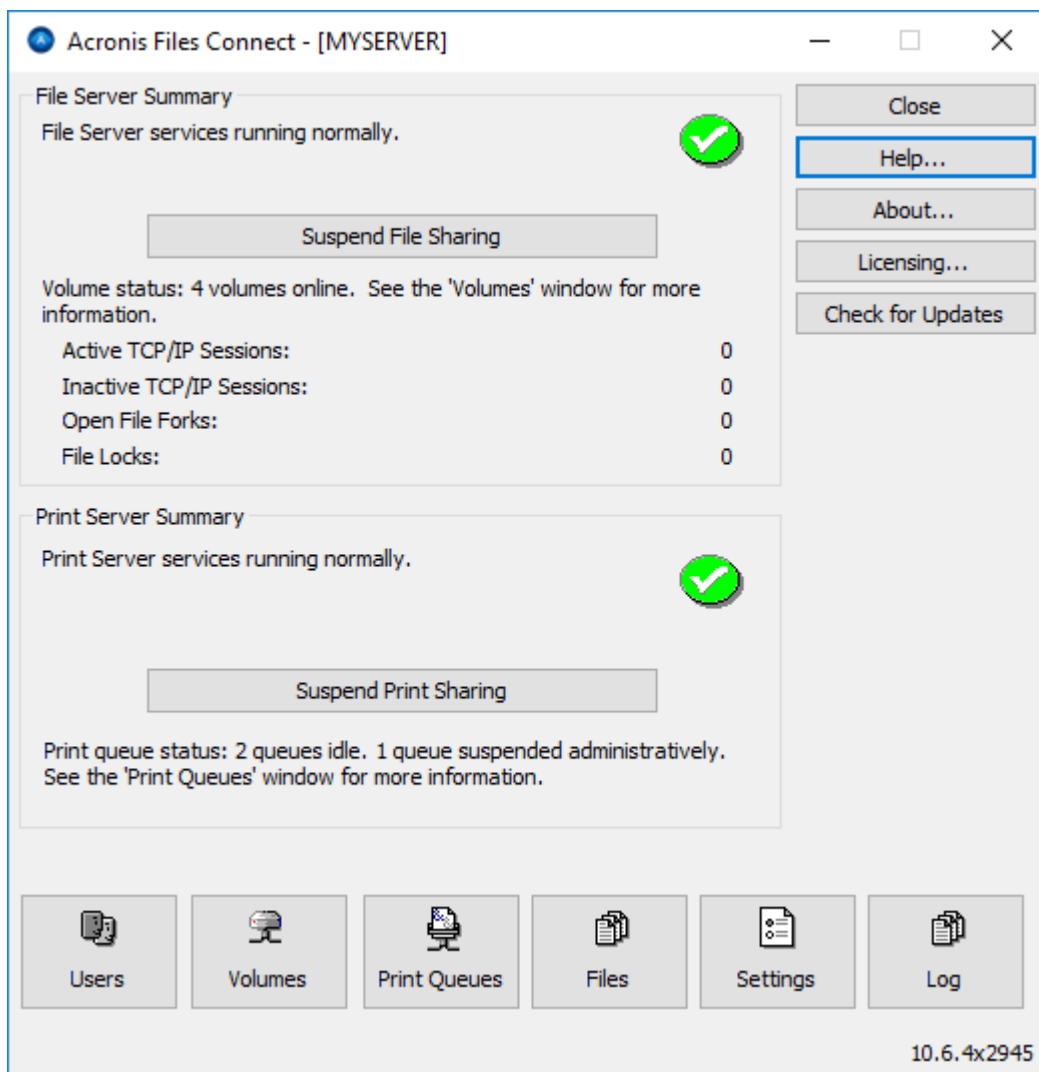 Acronis Files Connect - [MYSERVER]
File Server Summary
File Server services running normally.
Suspend File Sharing
Volume status: 4 volumes online.  See the 'Volumes' window for more
information.
Active TCP/IP Sessions: 0
Inactive TCP/IP Sessions: 0
Open File Forks: 0
File Locks: 0
Close
Help...
About...
Licensing...
Check for Updates
Print Server Summary
Print Server services running normally.
Suspend Print Sharing
Print queue status: 2 queues idle. 1 queue suspended administratively.
See the 'Print Queues' window for more information.
Users
Volumes
Print Queues
Files
Settings
Log
10.6.4x2945